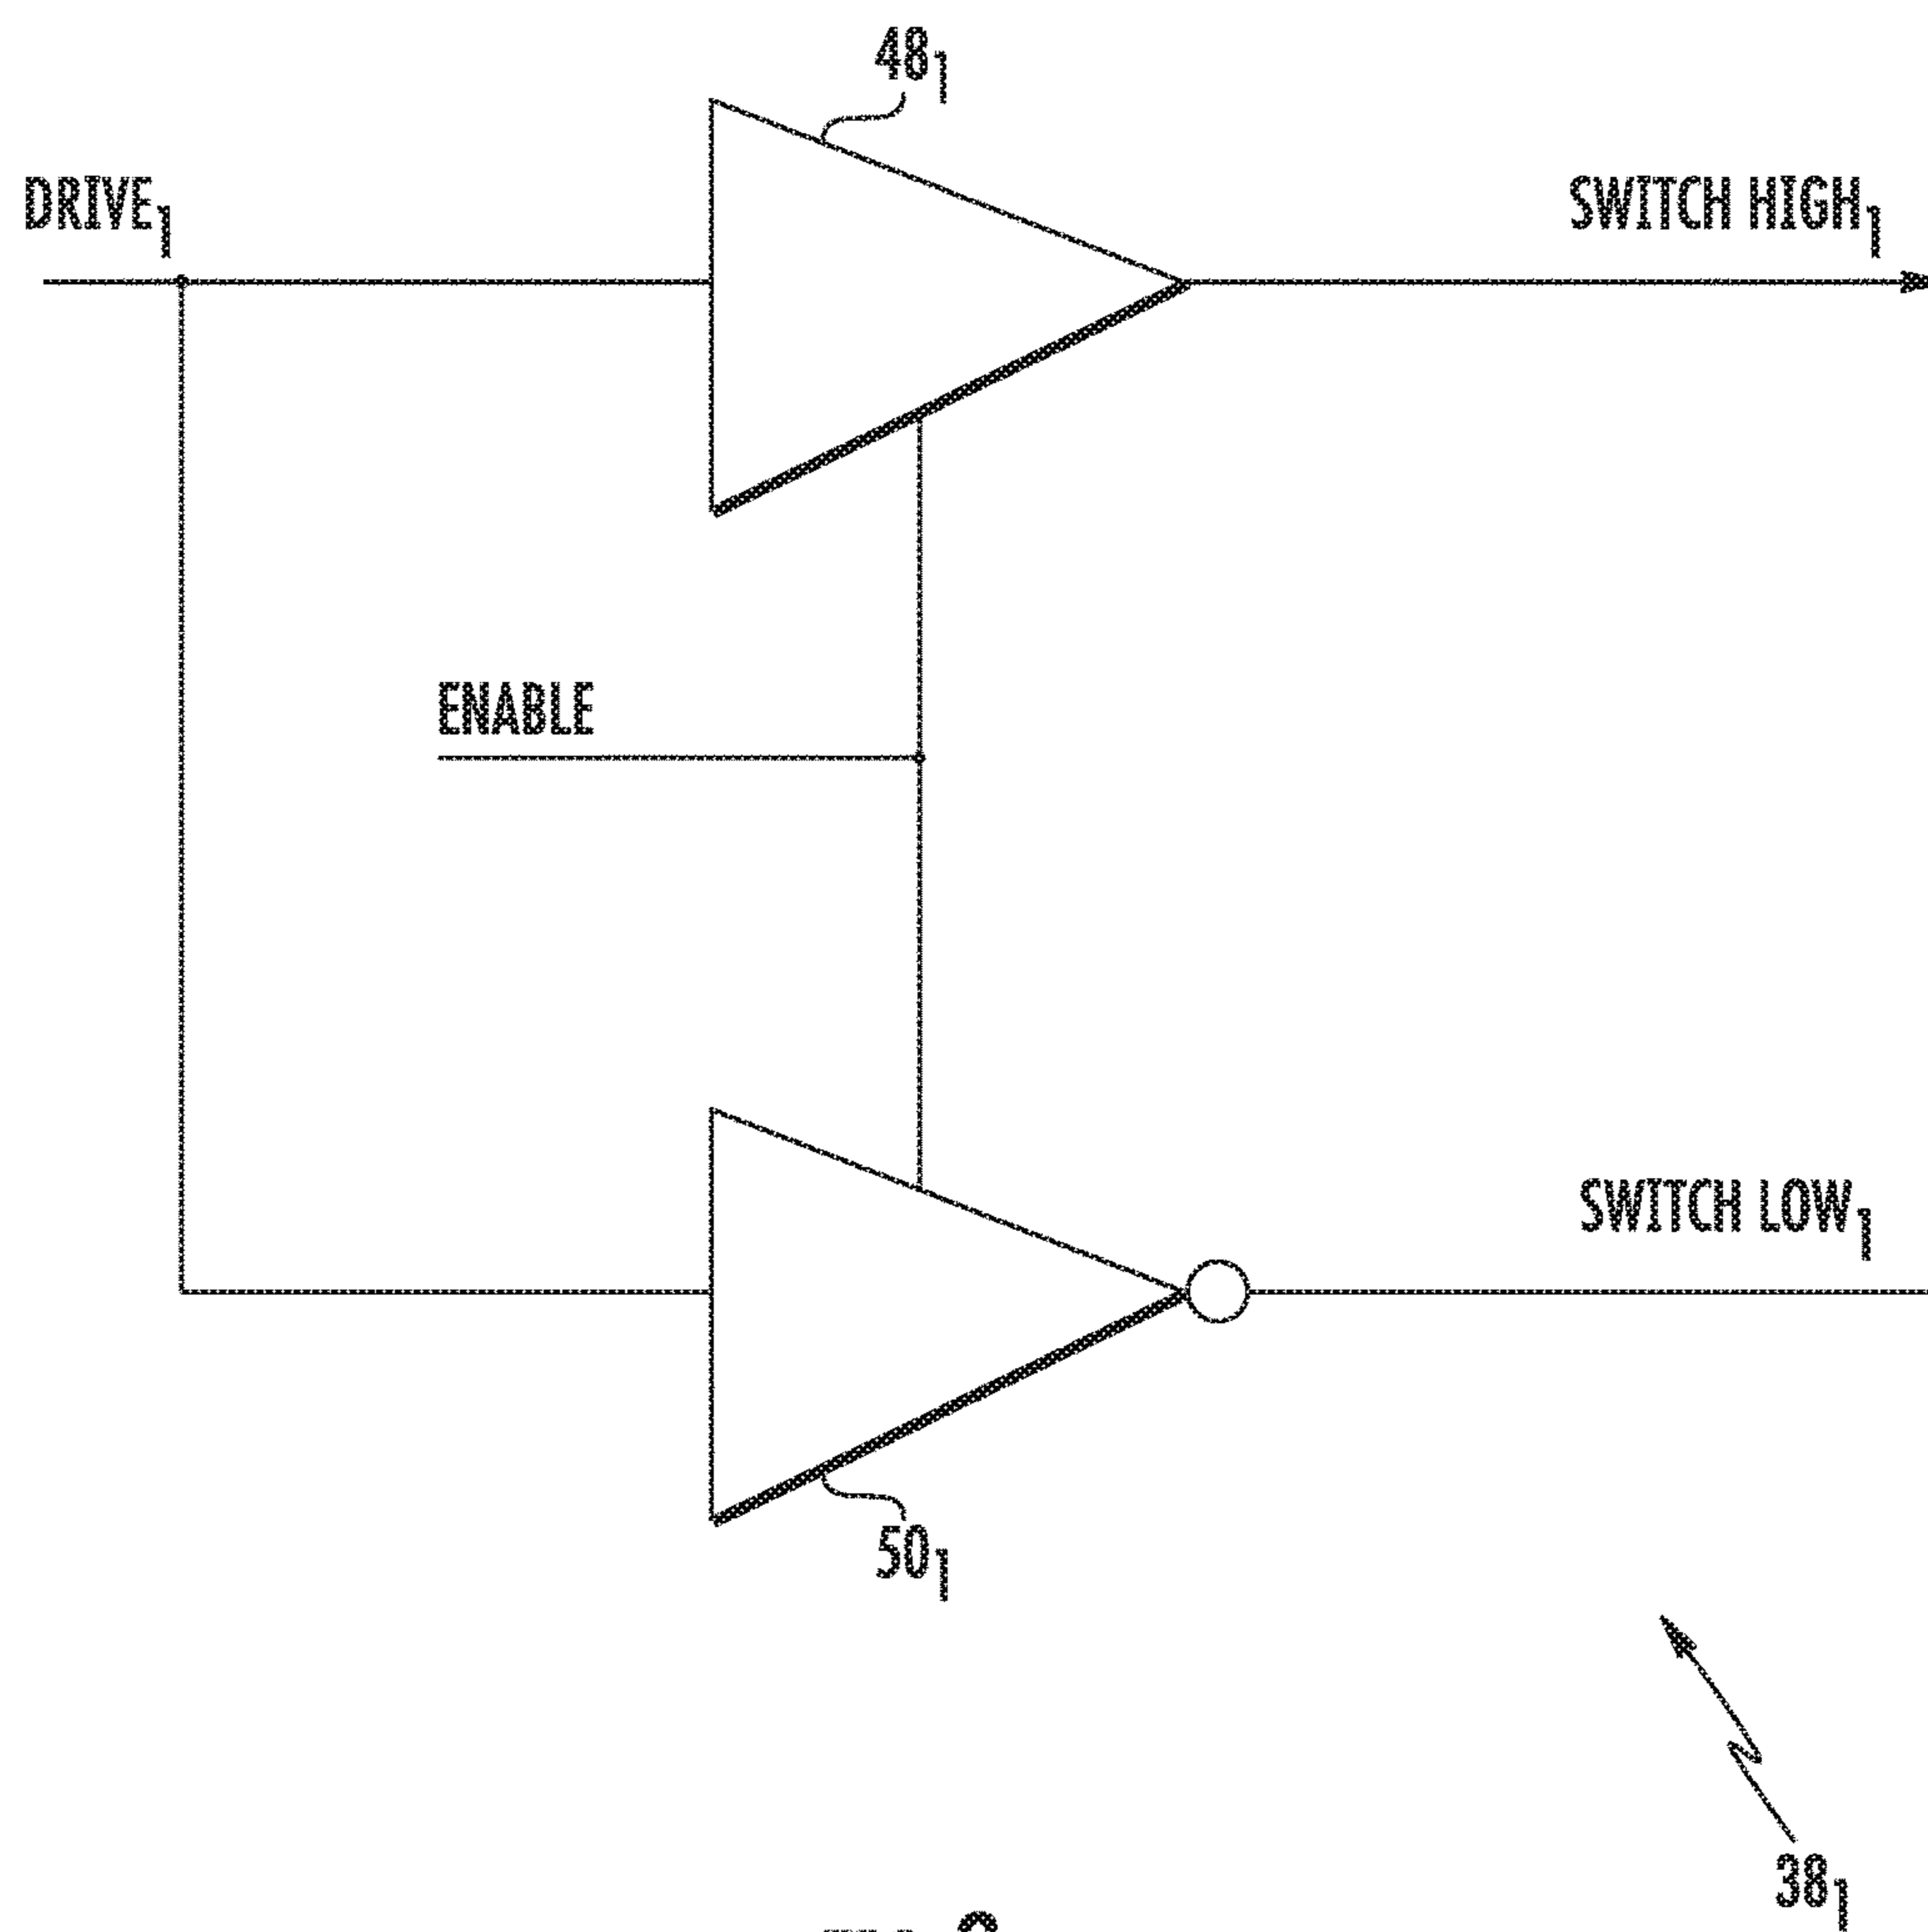 48₁
DRIVE₁
SWITCH HIGH₁
ENABLE
SWITCH LOW₁
50₁
38₁